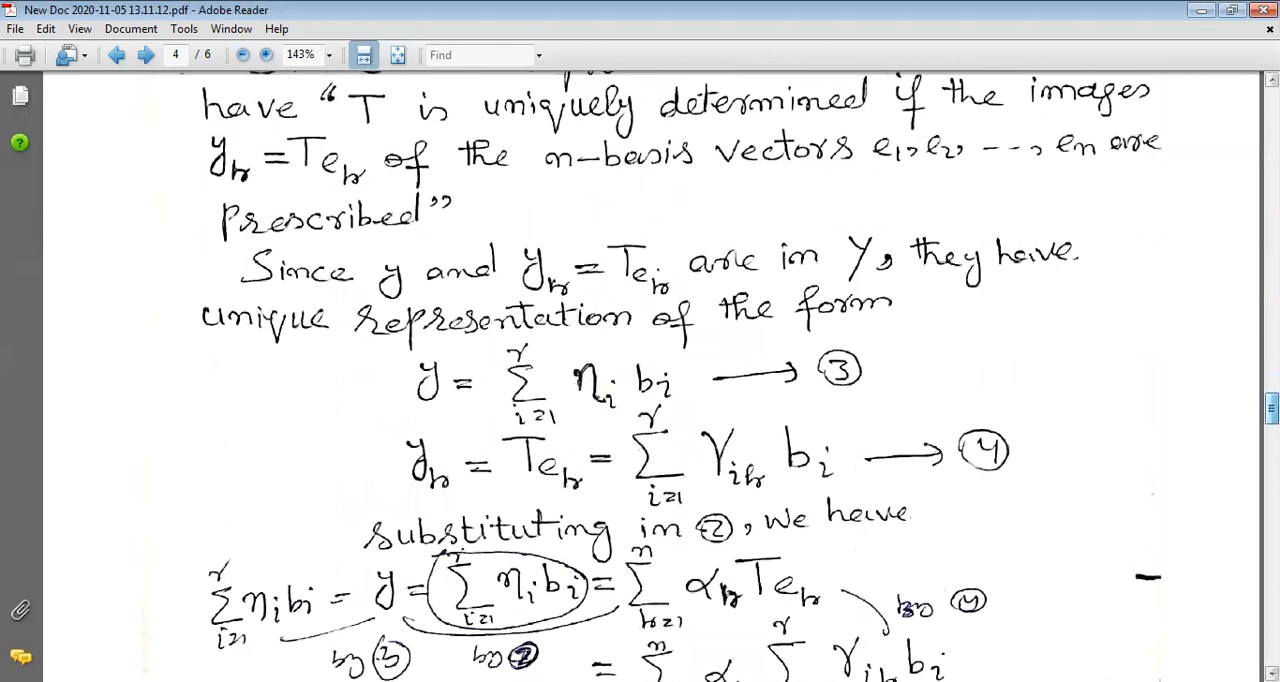 New Doc 2020-11-05 13.11.12.pdf - Adobe Reader
File Edit View Document Tools Window Help
4 / 6 143% Find
have “T is uniquely determined if the images
y_k = Te_k of the n-basis vectors e₁, e₂, ---, en are
prescribed”
Since y and y_k = Te_k are in Y, they have
unique representation of the form
y = Σ_{i=1}^{r} η_i b_i ⟶ ③
y_k = Te_k = Σ_{i=1}^{r} γ_{ik} b_i ⟶ ④
substituting in ②, we have
Σ_{i=1}^{r} η_i b_i = y = Σ_{i=1}^{r} η_i b_i = Σ_{k=1}^{n} α_k Te_k by ④
by ③ by ②
= Σ^{n} α Σ^{r} γ_{ik} b_i